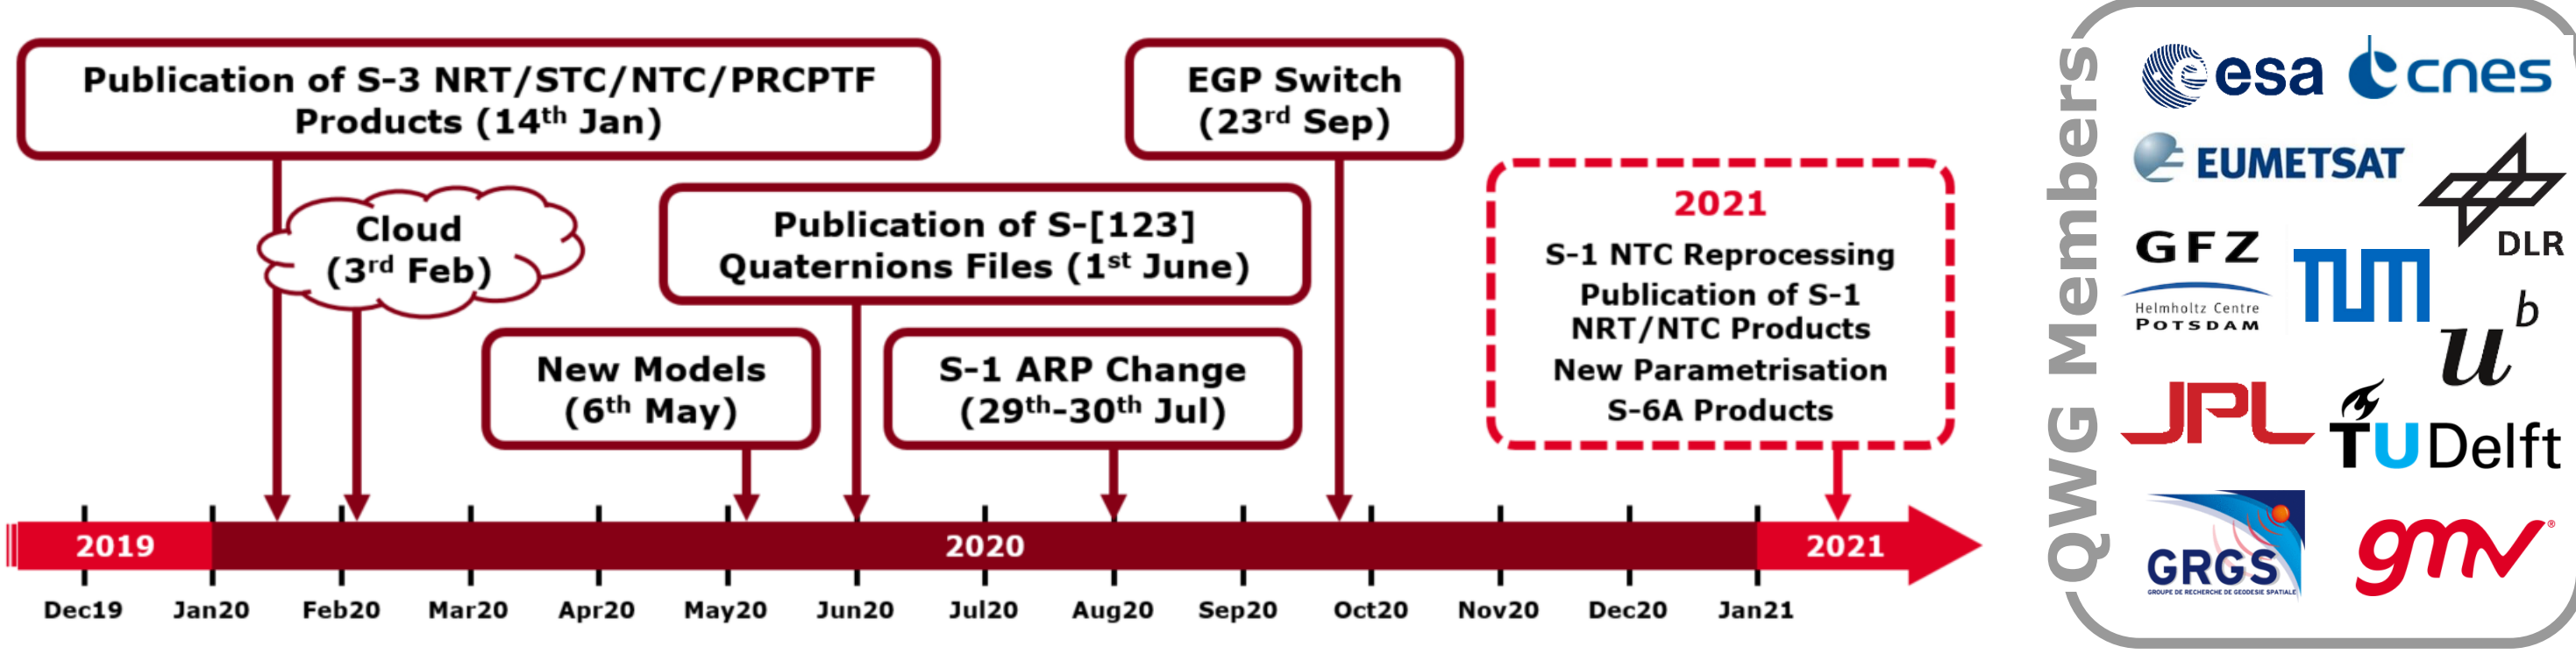 Publication of S-3 NRT/STC/NTC/PRCPTF
Products (14th Jan)
EGP Switch
(23rd Sep)
Cloud
(3rd Feb)
Publication of S-[123]
Quaternions Files (1st June)
New Models
(6th May)
S-1 ARP Change
(29th-30th Jul)
2021
S-1 NTC Reprocessing
Publication of S-1
NRT/NTC Products
New Parametrisation
S-6A Products
2019
2020
2021
Dec19
Jan20
Feb20
Mar20
Apr20
May20
Jun20
Jul20
Aug20
Sep20
Oct20
Nov20
Dec20
Jan21
QWG Members
esa
cnes
EUMETSAT
DLR
GFZ
Helmholtz Centre
POTSDAM
TUM
u b
JPL
TU Delft
GRGS
GROUPE DE RECHERCHE DE GEODESIE SPATIALE
gmv®